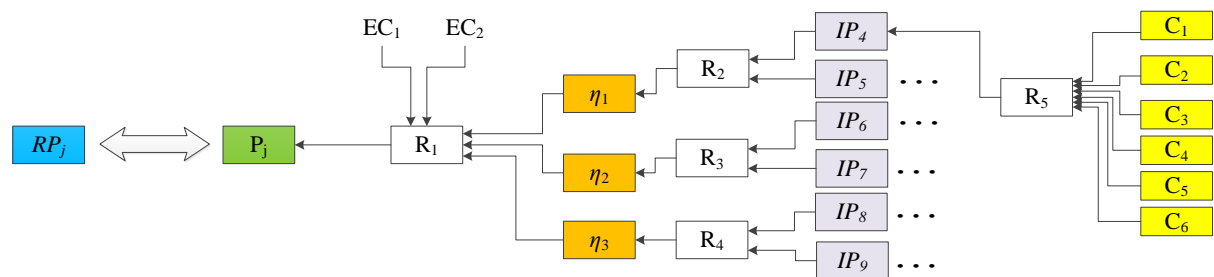 EC₁ EC₂
RPⱼ
Pⱼ
R₁
η₁
η₂
η₃
R₂
R₃
R₄
IP₄
IP₅ . . .
IP₆ . . .
IP₇ . . .
IP₈ . . .
IP₉ . . .
R₅
C₁
C₂
C₃
C₄
C₅
C₆